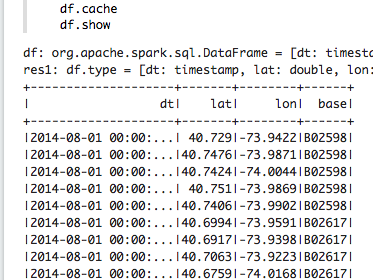 df.cache
df.show
df: org.apache.spark.sql.DataFrame = [dt: timesta
res1: df.type = [dt: timestamp, lat: double, lon:
+-------------------+-------+--------+------+
|                 dt|    lat|     lon|  base|
+-------------------+-------+--------+------+
|2014-08-01 00:00:...| 40.729|-73.9422|B02598|
|2014-08-01 00:00:...|40.7476|-73.9871|B02598|
|2014-08-01 00:00:...|40.7424|-74.0044|B02598|
|2014-08-01 00:00:...| 40.751|-73.9869|B02598|
|2014-08-01 00:00:...|40.7406|-73.9902|B02598|
|2014-08-01 00:00:...|40.6994|-73.9591|B02617|
|2014-08-01 00:00:...|40.6917|-73.9398|B02617|
|2014-08-01 00:00:...|40.7063|-73.9223|B02617|
|2014-08-01 00:00:...|40.6759|-74.0168|B02617|